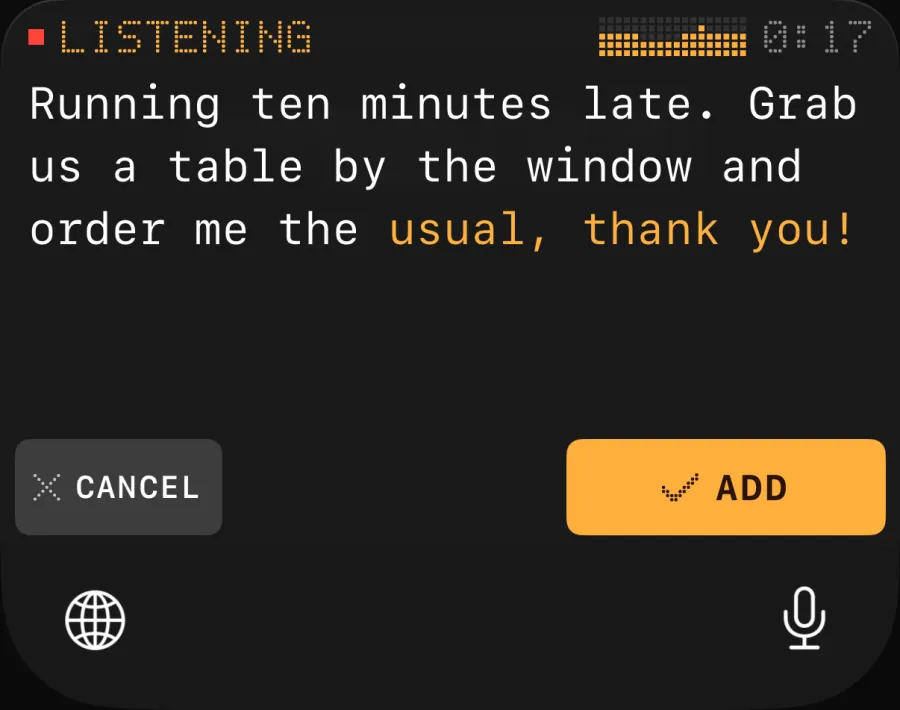 LISTENING 0:17
Running ten minutes late. Grab
us a table by the window and
order me the usual, thank you!
CANCEL
ADD